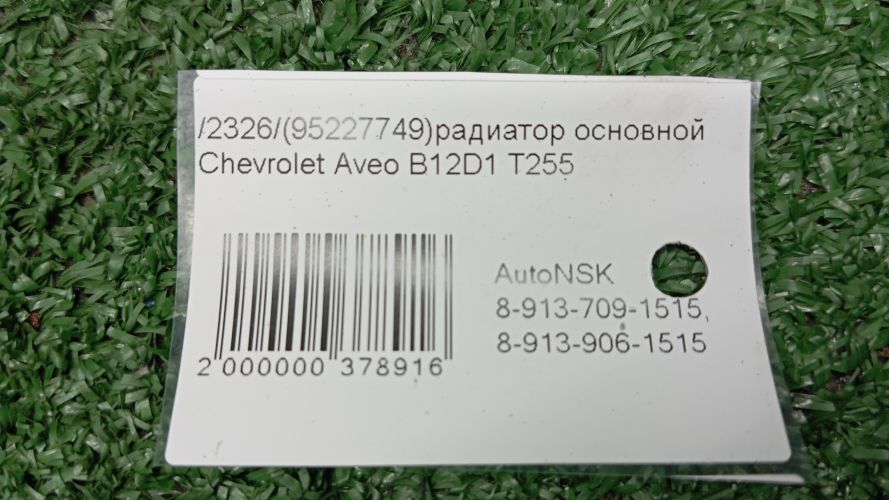 /2326/(95227749)радиатор основной
Chevrolet Aveo B12D1 T255
AutoNSK
8-913-709-1515,
8-913-906-1515
2 000000 378916